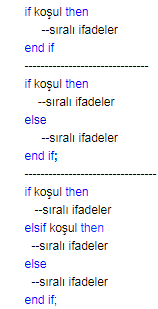 if koşul then
--sıralı ifadeler
end if
-------------------------------
if koşul then
--sıralı ifadeler
else
--sıralı ifadeler
end if;
---------------------------------
if koşul then
--sıralı ifadeler
elsif koşul then
--sıralı ifadeler
else
--sıralı ifadeler
end if;